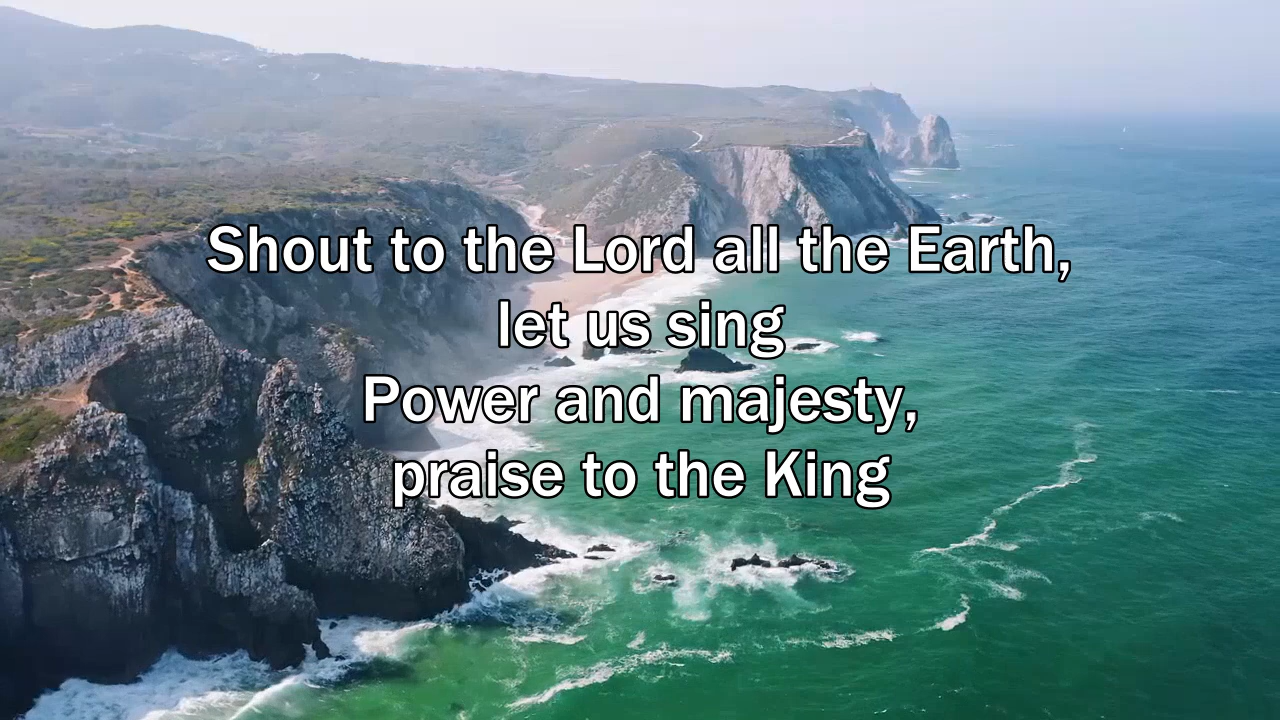 Shout to the Lord all the Earth,
let us sing
Power and majesty,
praise to the King